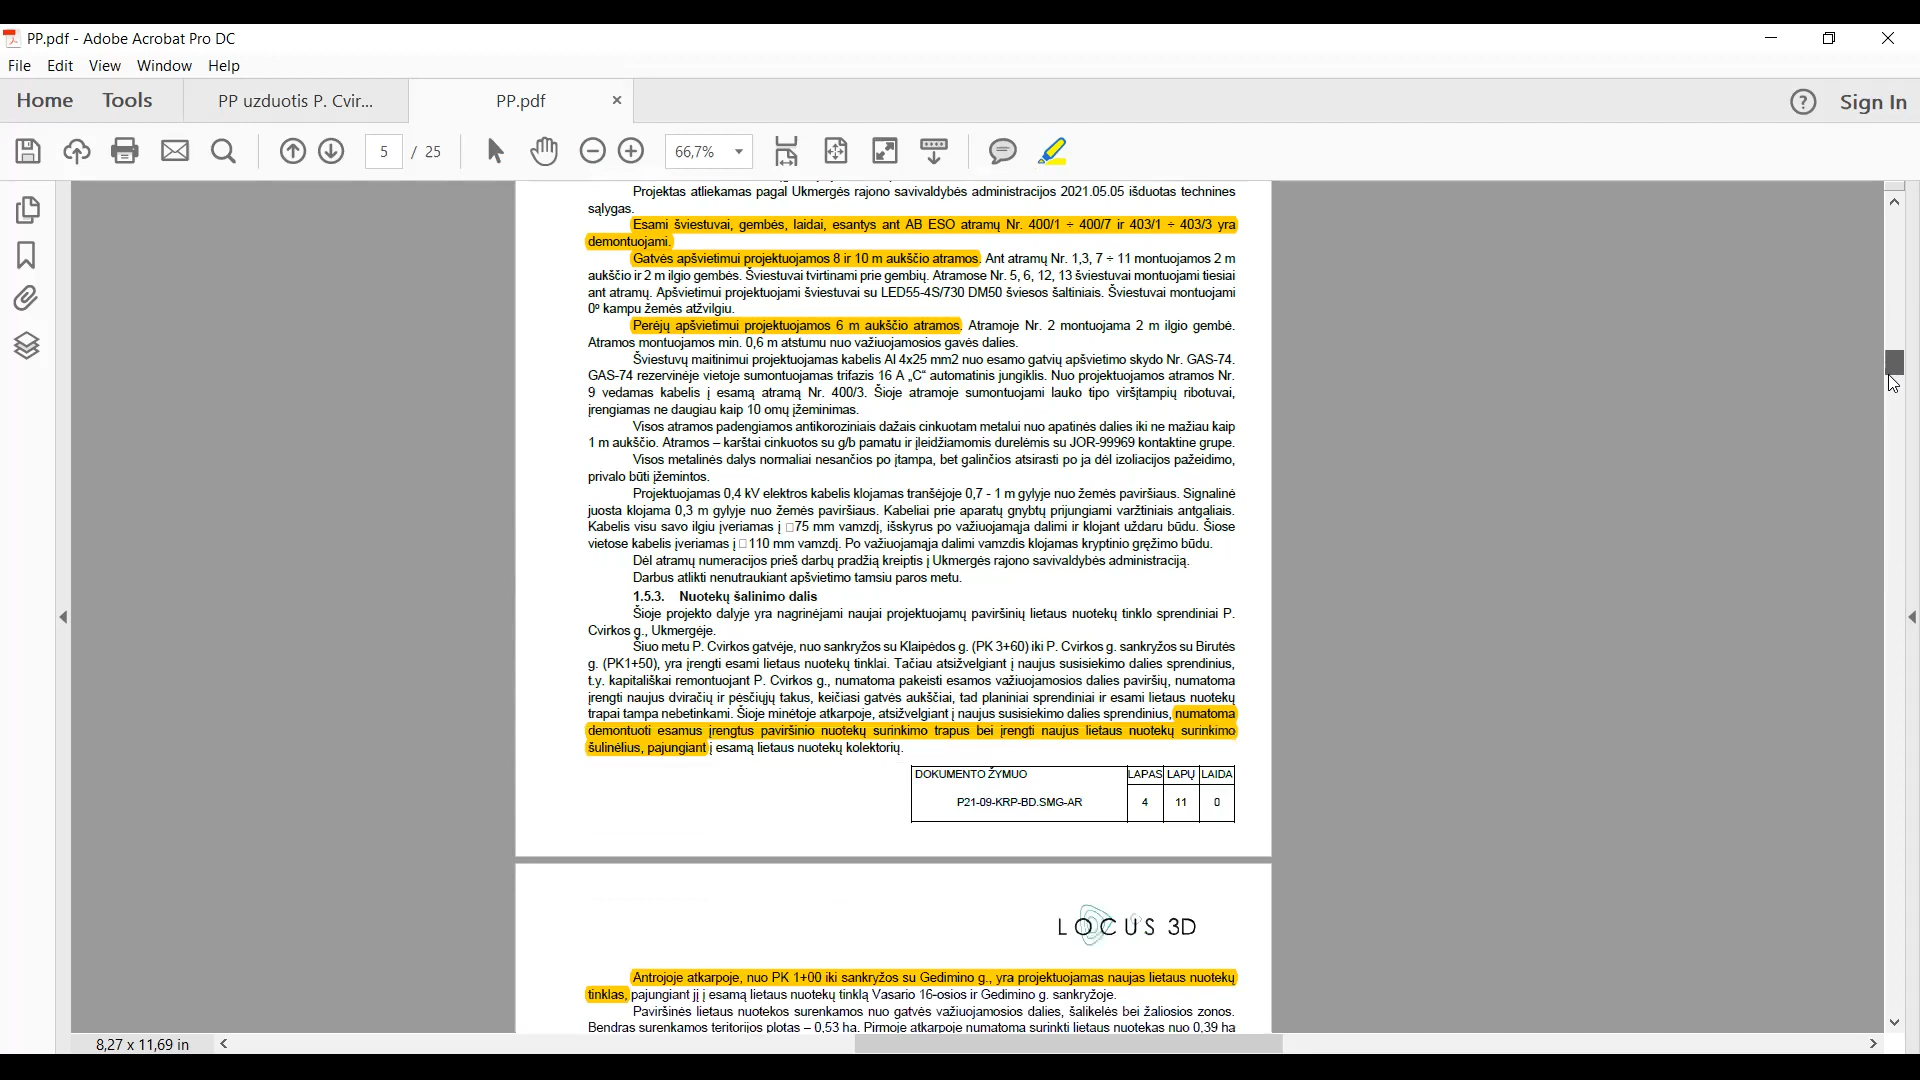 PP.pdf - Adobe Acrobat Pro DC
File Edit View Window Help
Home Tools PP uzduotis P. Cvir... PP.pdf × ? Sign In
5 / 25 66,7%
Projektas atliekamas pagal Ukmergės rajono savivaldybės administracijos 2021.05.05 išduotas technines
sąlygas.
Esami šviestuvai, gembės, laidai, esantys ant AB ESO atramų Nr. 400/1 ÷ 400/7 ir 403/1 ÷ 403/3 yra
demontuojami.
Gatvės apšvietimui projektuojamos 8 ir 10 m aukščio atramos. Ant atramų Nr. 1,3, 7 ÷ 11 montuojamos 2 m
aukščio ir 2 m ilgio gembės. Šviestuvai tvirtinami prie gembių. Atramose Nr. 5, 6, 12, 13 šviestuvai montuojami tiesiai
ant atramų. Apšvietimui projektuojami šviestuvai su LED55-4S/730 DM50 šviesos šaltiniais. Šviestuvai montuojami
0º kampu žemės atžvilgiu.
Perėjų apšvietimui projektuojamos 6 m aukščio atramos. Atramoje Nr. 2 montuojama 2 m ilgio gembė.
Atramos montuojamos min. 0,6 m atstumu nuo važiuojamosios gavės dalies.
Šviestuvų maitinimui projektuojamas kabelis Al 4x25 mm2 nuo esamo gatvių apšvietimo skydo Nr. GAS-74.
GAS-74 rezervinėje vietoje sumontuojamas trifazis 16 A „C“ automatinis jungiklis. Nuo projektuojamos atramos Nr.
9 vedamas kabelis į esamą atramą Nr. 400/3. Šioje atramoje sumontuojami lauko tipo viršįtampių ribotuvai,
įrengiamas ne daugiau kaip 10 omų įžeminimas.
Visos atramos padengiamos antikoroziniais dažais cinkuotam metalui nuo apatinės dalies iki ne mažiau kaip
1 m aukščio. Atramos – karštai cinkuotos su g/b pamatu ir įleidžiamomis durelėmis su JOR-99969 kontaktine grupe.
Visos metalinės dalys normaliai nesančios po įtampa, bet galinčios atsirasti po ja dėl izoliacijos pažeidimo,
privalo būti įžemintos.
Projektuojamas 0,4 kV elektros kabelis klojamas tranšėjoje 0,7 - 1 m gylyje nuo žemės paviršiaus. Signalinė
juosta klojama 0,3 m gylyje nuo žemės paviršiaus. Kabeliai prie aparatų gnybtų prijungiami varžtiniais antgaliais.
Kabelis visu savo ilgiu įveriamas į □75 mm vamzdį, išskyrus po važiuojamąja dalimi ir klojant uždaru būdu. Šiose
vietose kabelis įveriamas į □110 mm vamzdį. Po važiuojamąja dalimi vamzdis klojamas kryptinio gręžimo būdu.
Dėl atramų numeracijos prieš darbų pradžią kreiptis į Ukmergės rajono savivaldybės administraciją.
Darbus atlikti nenutraukiant apšvietimo tamsiu paros metu.
1.5.3. Nuotekų šalinimo dalis
Šioje projekto dalyje yra nagrinėjami naujai projektuojamų paviršinių lietaus nuotekų tinklo sprendiniai P.
Cvirkos g., Ukmergėje.
Šiuo metu P. Cvirkos gatvėje, nuo sankryžos su Klaipėdos g. (PK 3+60) iki P. Cvirkos g. sankryžos su Birutės
g. (PK1+50), yra įrengti esami lietaus nuotekų tinklai. Tačiau atsižvelgiant į naujus susisiekimo dalies sprendinius,
t.y. kapitališkai remontuojant P. Cvirkos g., numatoma pakeisti esamos važiuojamosios dalies paviršių, numatoma
įrengti naujus dviračių ir pėsčiųjų takus, keičiasi gatvės aukščiai, tad planiniai sprendiniai ir esami lietaus nuotekų
trapai tampa nebetinkami. Šioje minėtoje atkarpoje, atsižvelgiant į naujus susisiekimo dalies sprendinius, numatoma
demontuoti esamus įrengtus paviršinio nuotekų surinkimo trapus bei įrengti naujus lietaus nuotekų surinkimo
šulinėlius, pajungiant į esamą lietaus nuotekų kolektorių.
DOKUMENTO ŽYMUO LAPAS LAPŲ LAIDA
P21-09-KRP-BD.SMG-AR 4 11 0
LOCUS 3D
Antrojoje atkarpoje, nuo PK 1+00 iki sankryžos su Gedimino g., yra projektuojamas naujas lietaus nuotekų
tinklas, pajungiant jį į esamą lietaus nuotekų tinklą Vasario 16-osios ir Gedimino g. sankryžoje.
Paviršinės lietaus nuotekos surenkamos nuo gatvės važiuojamosios dalies, šalikelės bei žaliosios zonos.
Bendras surenkamos teritorijos plotas – 0,53 ha. Pirmoje atkarpoje numatoma surinkti lietaus nuotekas nuo 0,39 ha
8,27 x 11,69 in